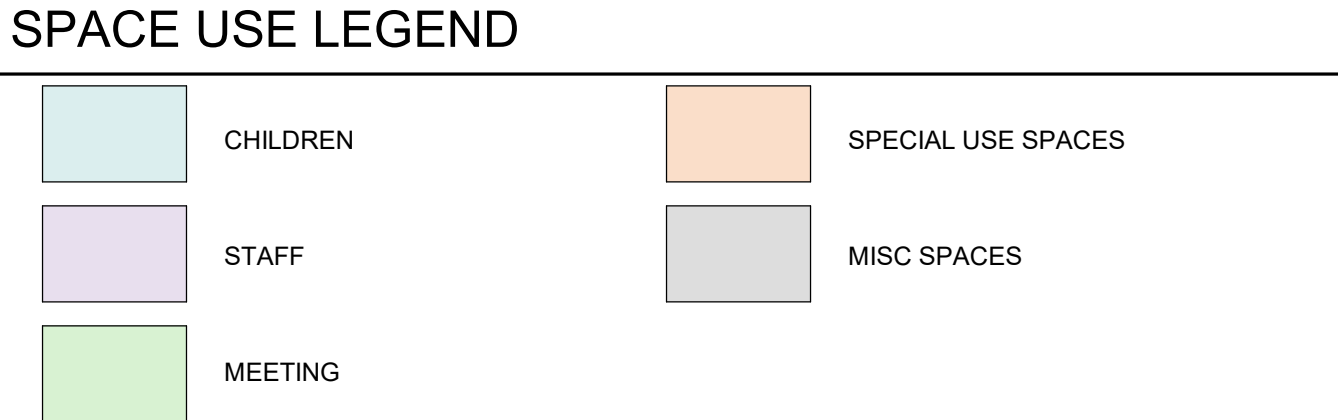 SPACE USE LEGEND
CHILDREN
STAFF
MEETING
SPECIAL USE SPACES
MISC SPACES